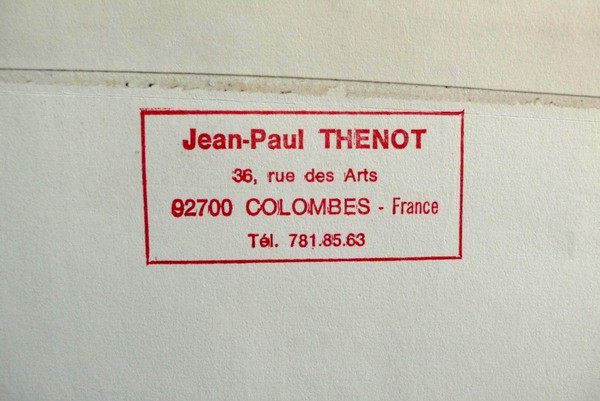 Jean-Paul THENOT
36, rue des Arts
92700 COLOMBES - France
Tél. 781.85.63